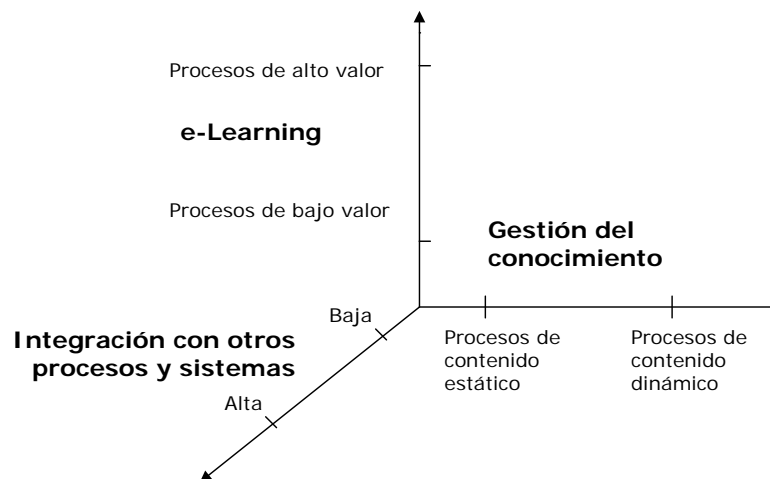 Procesos de alto valor
e-Learning
Procesos de bajo valor
Gestión del
conocimiento
Baja
Integración con otros
procesos y sistemas
Alta
Procesos de
contenido
estático
Procesos de
contenido
dinámico